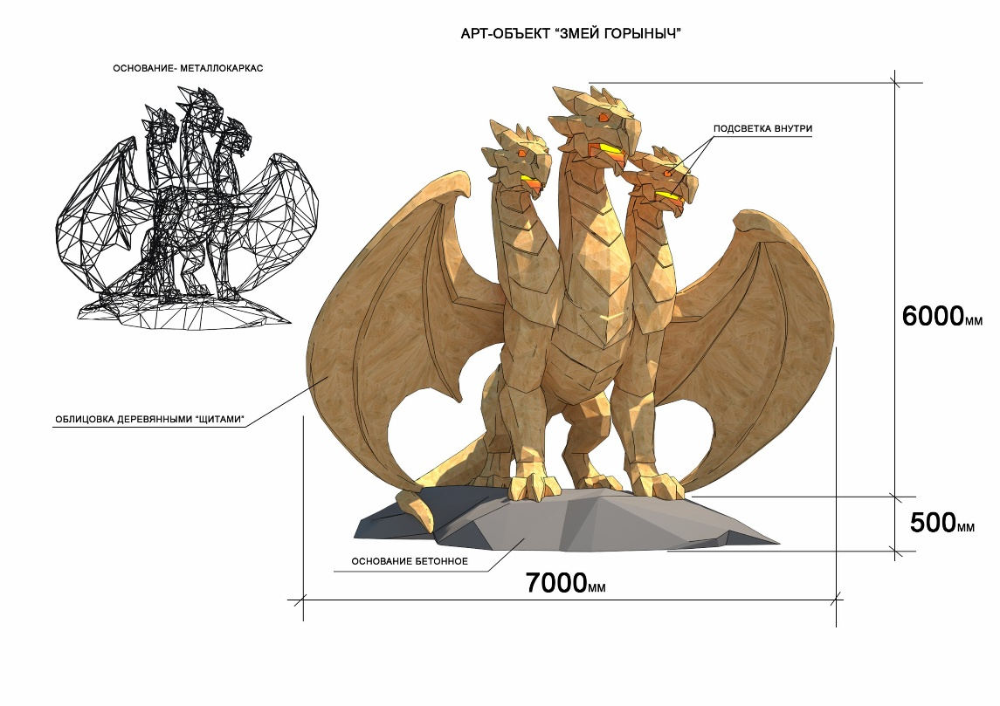 АРТ-ОБЪЕКТ “ЗМЕЙ ГОРЫНЫЧ”
ОСНОВАНИЕ- МЕТАЛЛОКАРКАС
ПОДСВЕТКА ВНУТРИ
6000мм
ОБЛИЦОВКА ДЕРЕВЯННЫМИ “ЩИТАМИ”
500мм
ОСНОВАНИЕ БЕТОННОЕ
7000мм